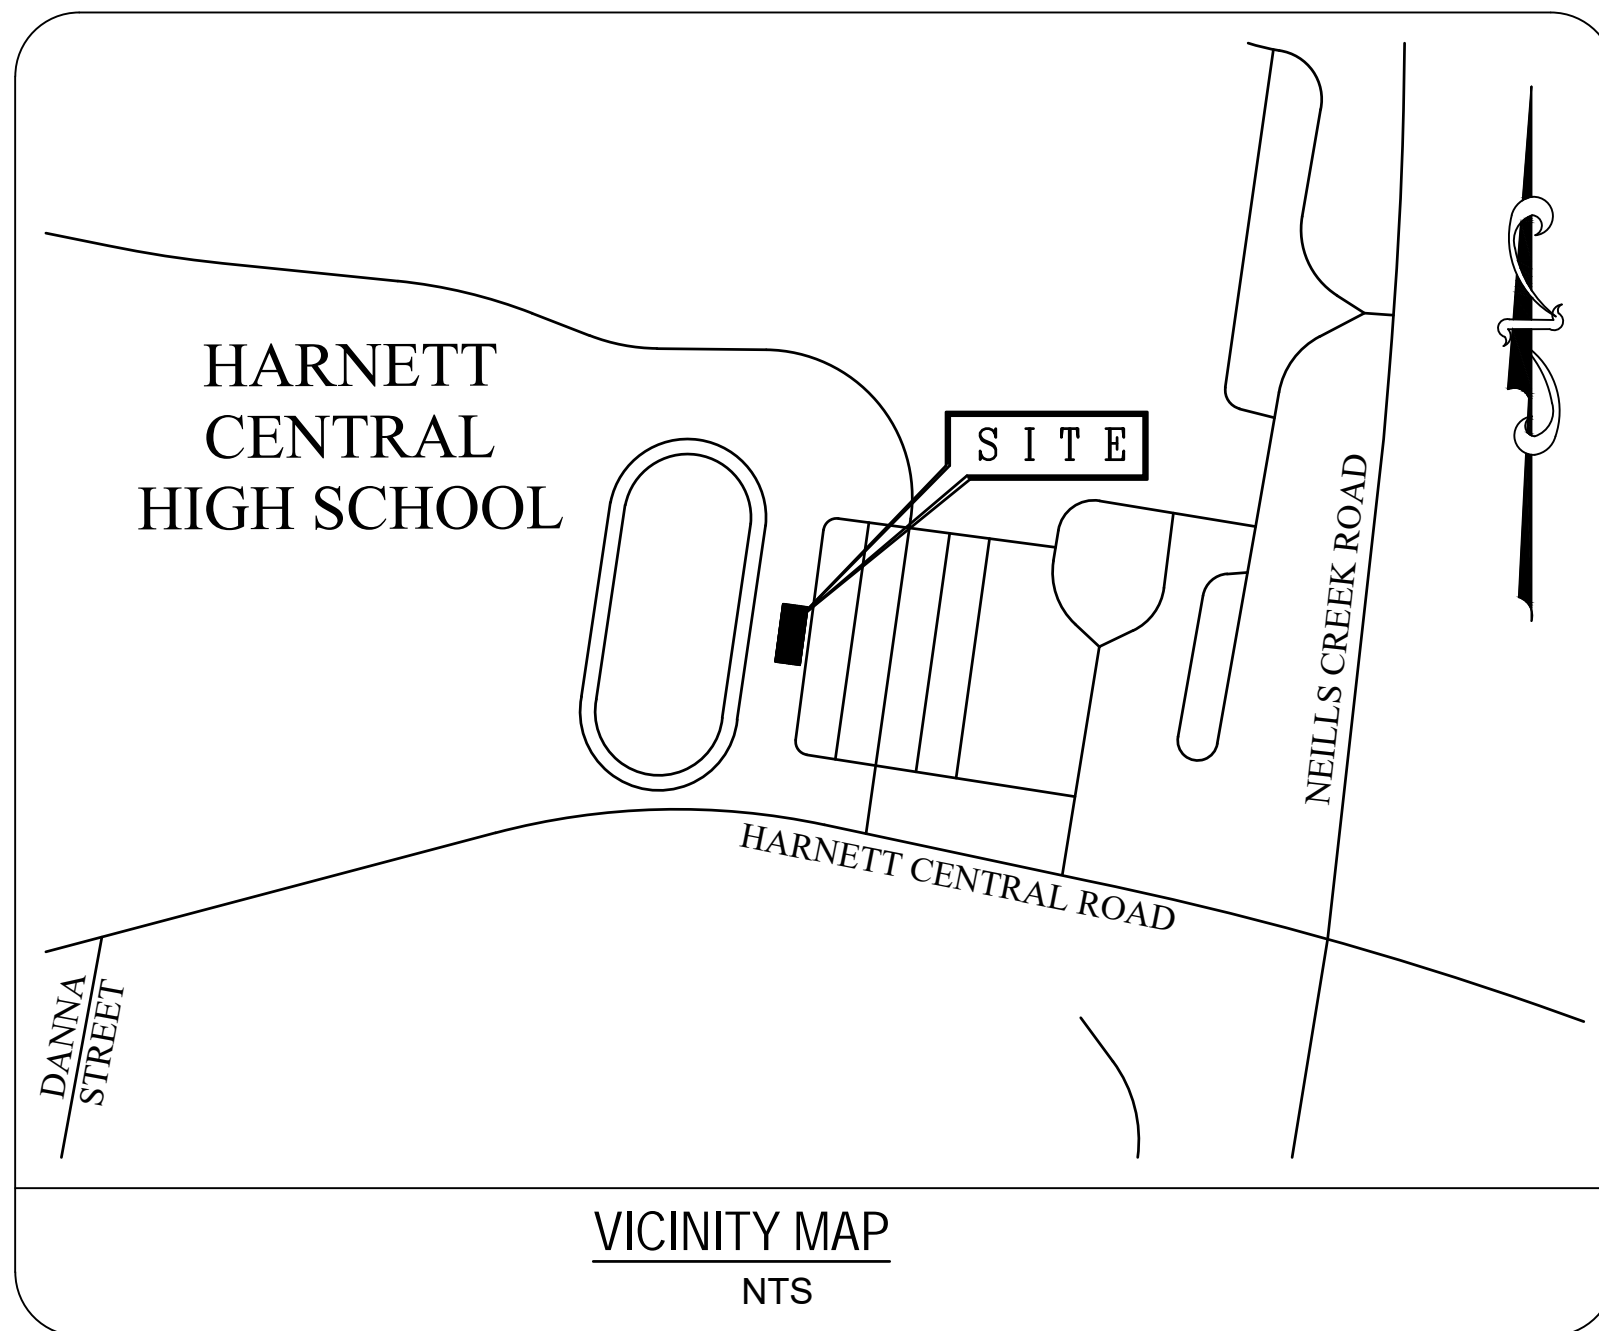 HARNETT
CENTRAL
HIGH SCHOOL
SITE
NEILLS CREEK ROAD
HARNETT CENTRAL ROAD
DANNA
STREET
VICINITY MAP
NTS